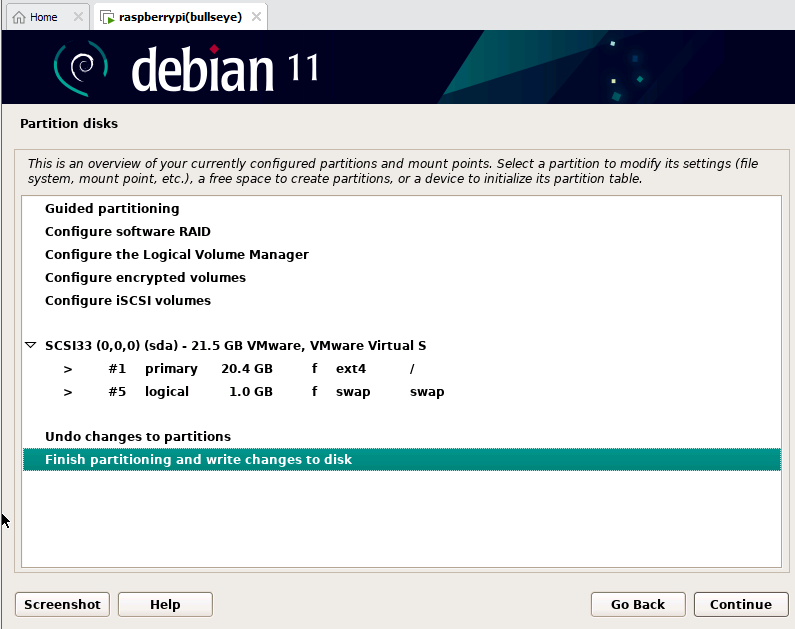 Home
raspberrypi(bullseye)
debian 11
Partition disks
This is an overview of your currently configured partitions and mount points. Select a partition to modify its settings (file
system, mount point, etc.), a free space to create partitions, or a device to initialize its partition table.
Guided partitioning
Configure software RAID
Configure the Logical Volume Manager
Configure encrypted volumes
Configure iSCSI volumes
SCSI33 (0,0,0) (sda) - 21.5 GB VMware, VMware Virtual S
> #1 primary 20.4 GB f ext4 /
> #5 logical 1.0 GB f swap swap
Undo changes to partitions
Finish partitioning and write changes to disk
Screenshot Help Go Back Continue